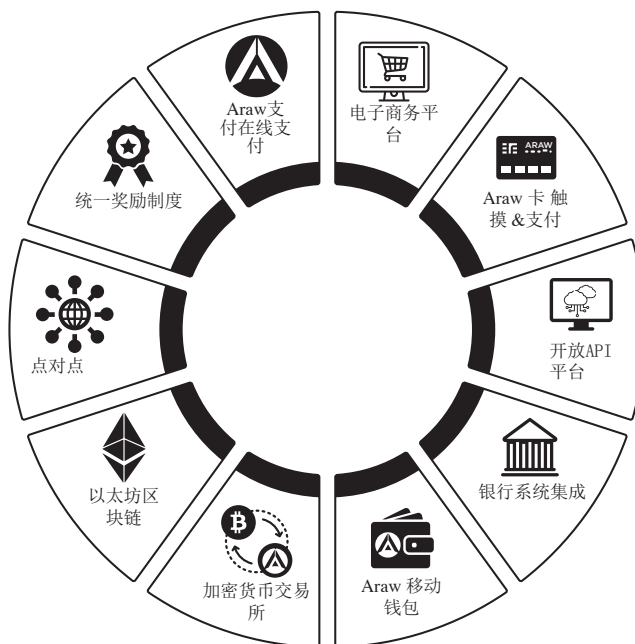 Araw支
付在线支
付
电子商务平
台
ARAW
Araw 卡 触
摸 &支付
开放API
平台
银行系统集成
Araw 移动
钱包
加密货币交易
所
以太坊区
块链
点对点
统一奖励制度